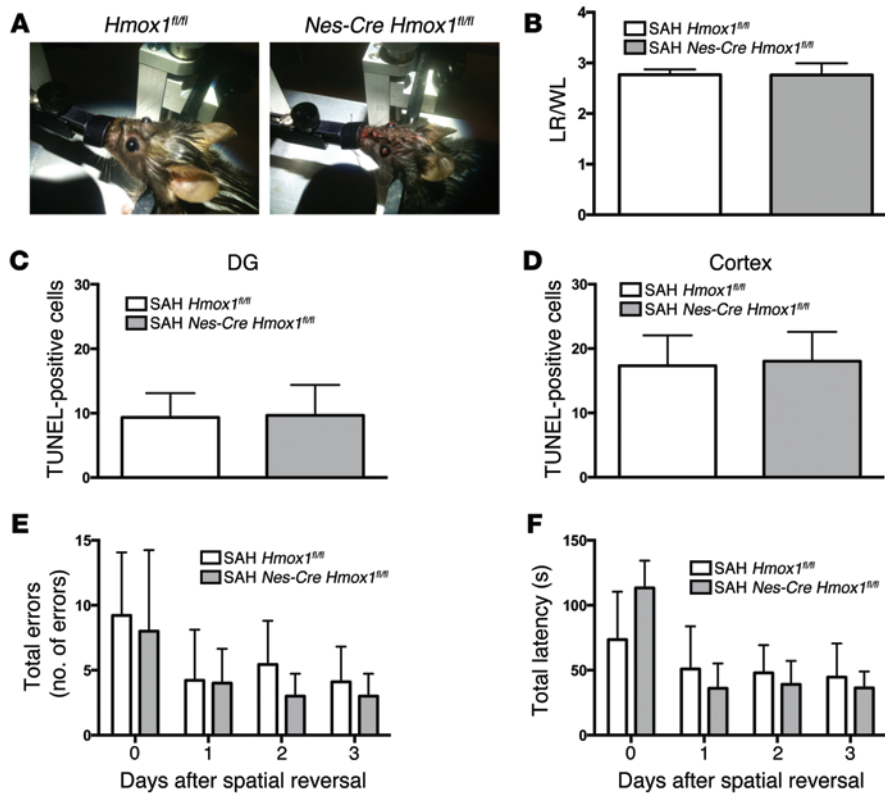 A
Hmox1fl/fl
Nes-Cre Hmox1fl/fl
B
SAH Hmox1fl/fl
SAH Nes-Cre Hmox1fl/fl
LR/WL
4
3
2
1
0
C
DG
SAH Hmox1fl/fl
SAH Nes-Cre Hmox1fl/fl
TUNEL-positive cells
30
20
10
0
D
Cortex
SAH Hmox1fl/fl
SAH Nes-Cre Hmox1fl/fl
TUNEL-positive cells
30
20
10
0
E
SAH Hmox1fl/fl
SAH Nes-Cre Hmox1fl/fl
Total errors
(no. of errors)
15
10
5
0
0 1 2 3
Days after spatial reversal
F
SAH Hmox1fl/fl
SAH Nes-Cre Hmox1fl/fl
Total latency (s)
150
100
50
0
0 1 2 3
Days after spatial reversal